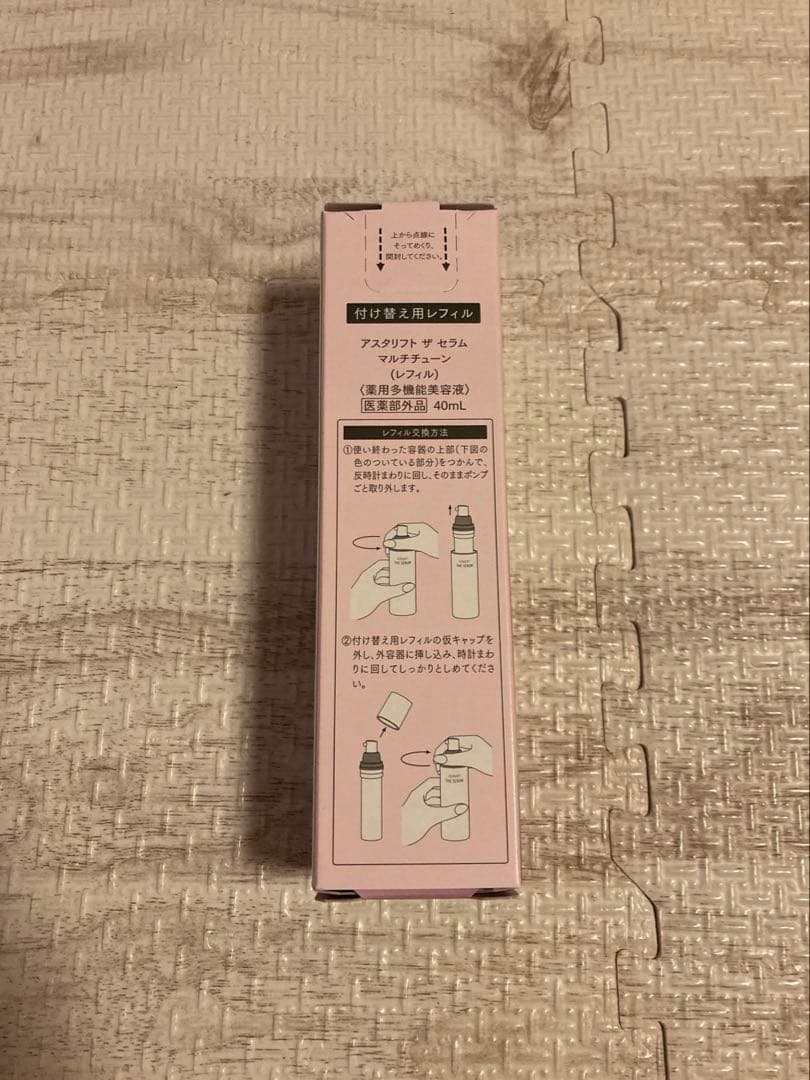 上から点線に
そってめくり、
開封してください。
付け替え用レフィル
アスタリフト ザ セラム
マルチチューン
(レフィル)
〈薬用多機能美容液〉
医薬部外品 40mL
レフィル交換方法
①使い終わった容器の上部(下図の
色のついている部分)をつかんで、
反時計まわりに回し、そのままポンプ
ごと取り外します。
THE SERUM
THE SERUM
②付け替え用レフィルの仮キャップを
外し、外容器に挿し込み、時計まわ
りに回してしっかりとしめてくださ
い。
THE SERUM